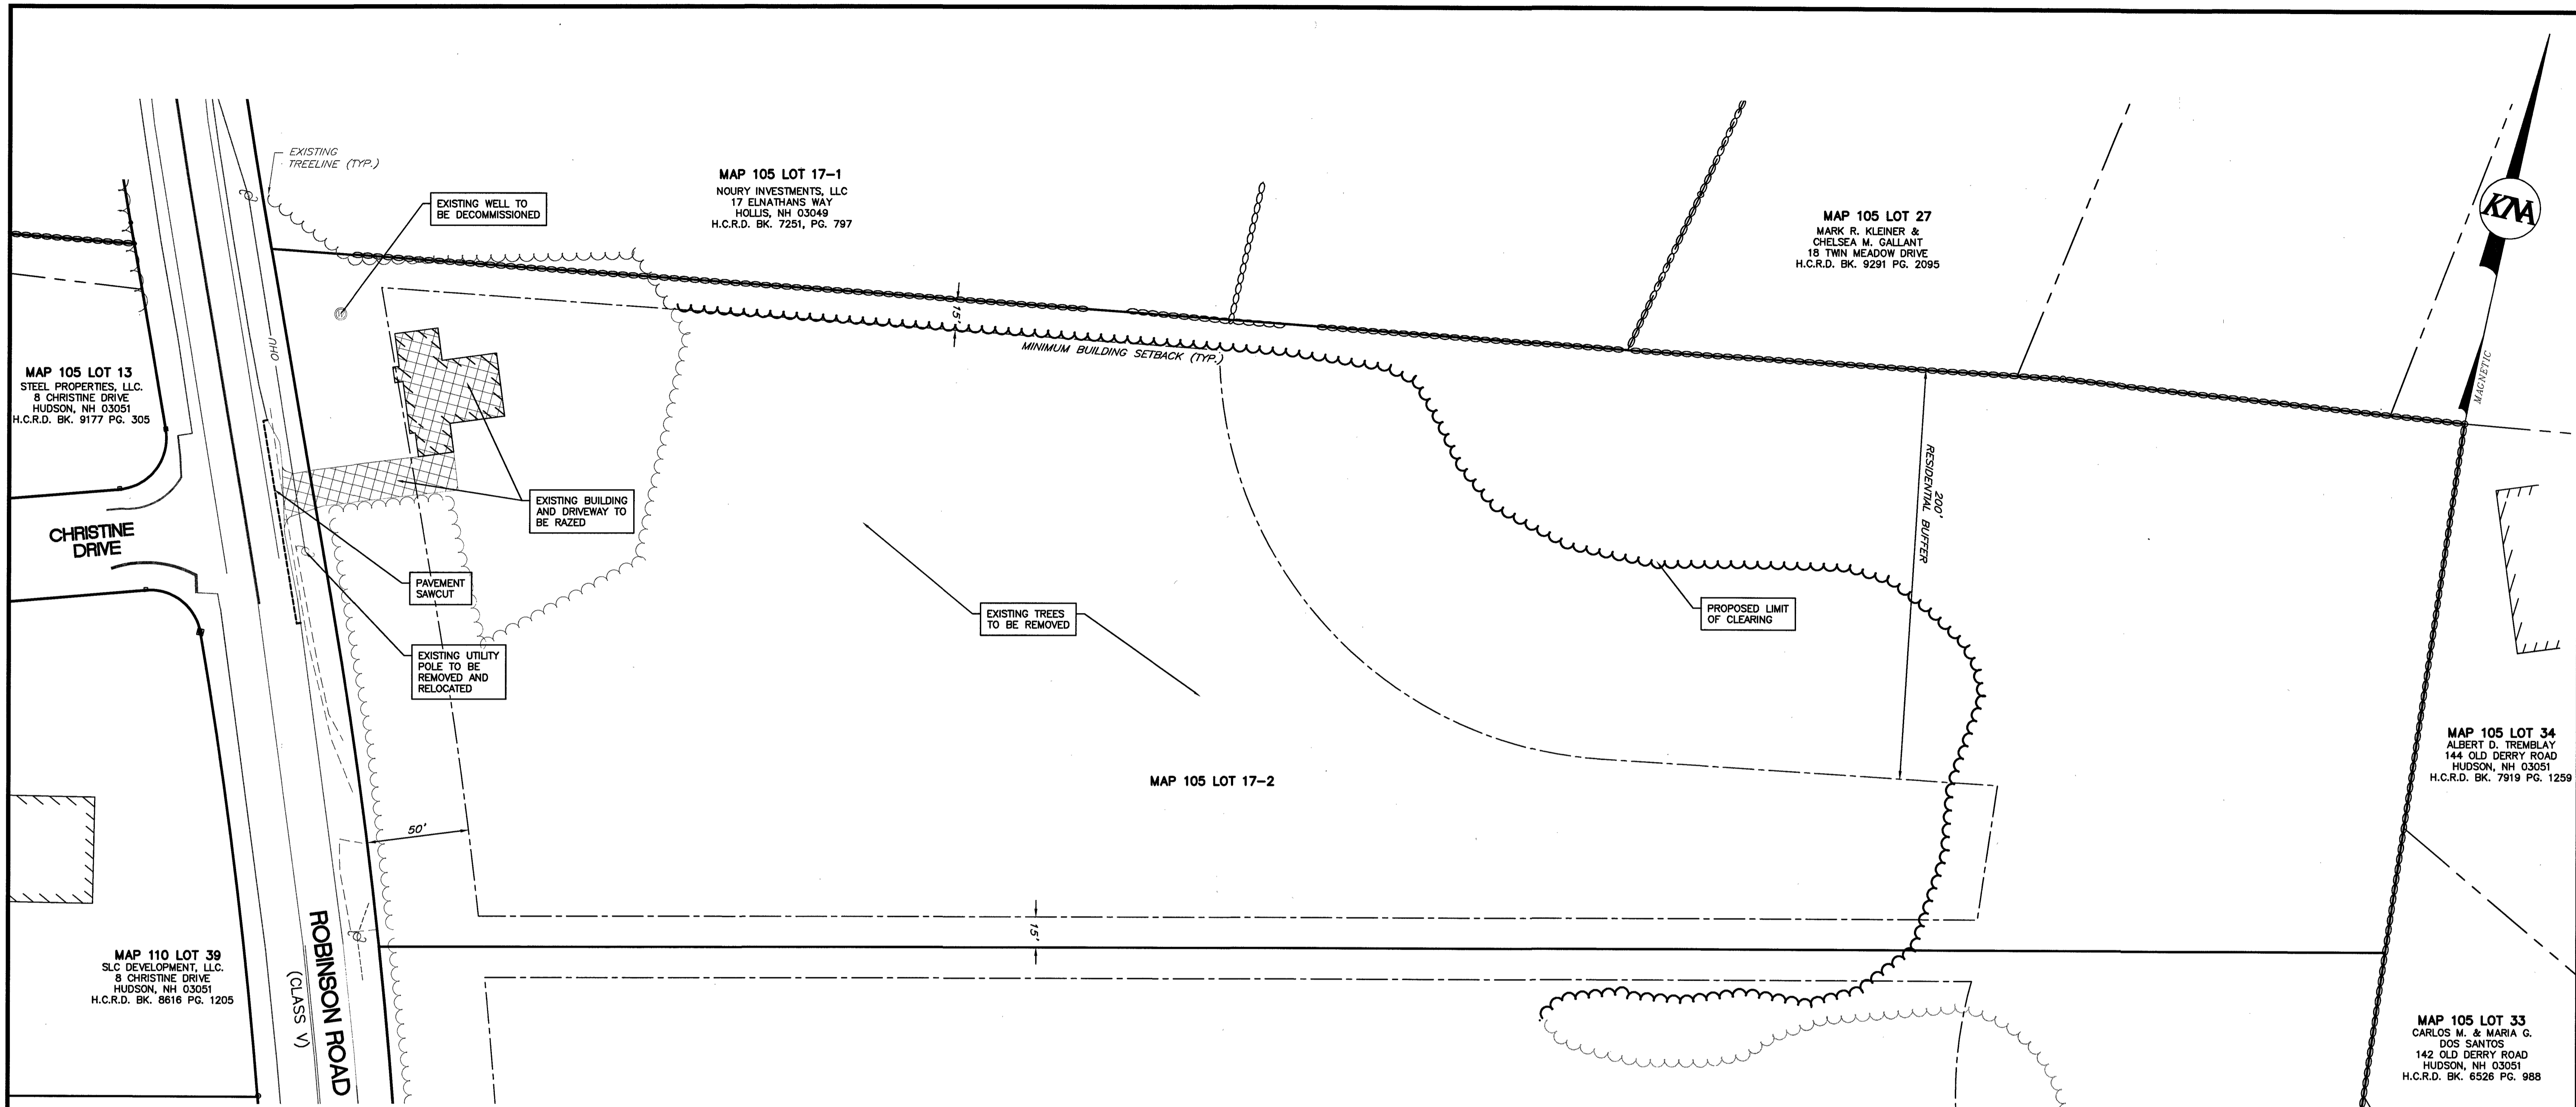 EXISTING
TREELINE (TYP.)
EXISTING WELL TO
BE DECOMMISSIONED
MAP 105 LOT 17-1
NOURY INVESTMENTS, LLC
17 ELNATHANS WAY
HOLLIS, NH 03049
H.C.R.D. BK. 7251, PG. 797
MAP 105 LOT 27
MARK R. KLEINER &
CHELSEA M. GALLANT
18 TWIN MEADOW DRIVE
H.C.R.D. BK. 9291 PG. 2095
KNA
MAGNETIC
OHU
15'
MINIMUM BUILDING SETBACK (TYP.)
MAP 105 LOT 13
STEEL PROPERTIES, LLC.
8 CHRISTINE DRIVE
HUDSON, NH 03051
H.C.R.D. BK. 9177 PG. 305
CHRISTINE
DRIVE
EXISTING BUILDING
AND DRIVEWAY TO
BE RAZED
200'
RESIDENTIAL BUFFER
PAVEMENT
SAWCUT
EXISTING TREES
TO BE REMOVED
PROPOSED LIMIT
OF CLEARING
EXISTING UTILITY
POLE TO BE
REMOVED AND
RELOCATED
MAP 105 LOT 34
ALBERT D. TREMBLAY
144 OLD DERRY ROAD
HUDSON, NH 03051
H.C.R.D. BK. 7919 PG. 1259
MAP 105 LOT 17-2
50'
15'
MAP 110 LOT 39
SLC DEVELOPMENT, LLC.
8 CHRISTINE DRIVE
HUDSON, NH 03051
H.C.R.D. BK. 8616 PG. 1205
ROBINSON ROAD
(CLASS V)
MAP 105 LOT 33
CARLOS M. & MARIA G.
DOS SANTOS
142 OLD DERRY ROAD
HUDSON, NH 03051
H.C.R.D. BK. 6526 PG. 988